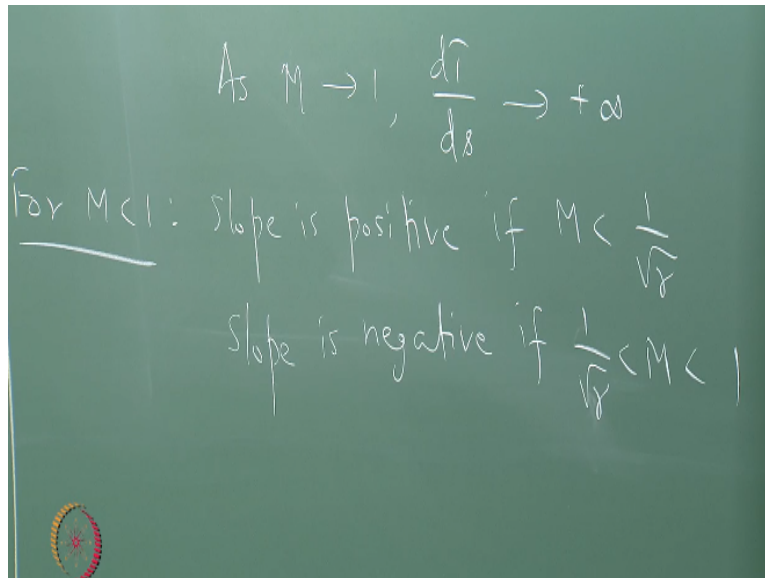 As M → 1, dT/ds → +∞
For M<1: Slope is positive if M < 1/√γ
Slope is negative if 1/√γ < M < 1